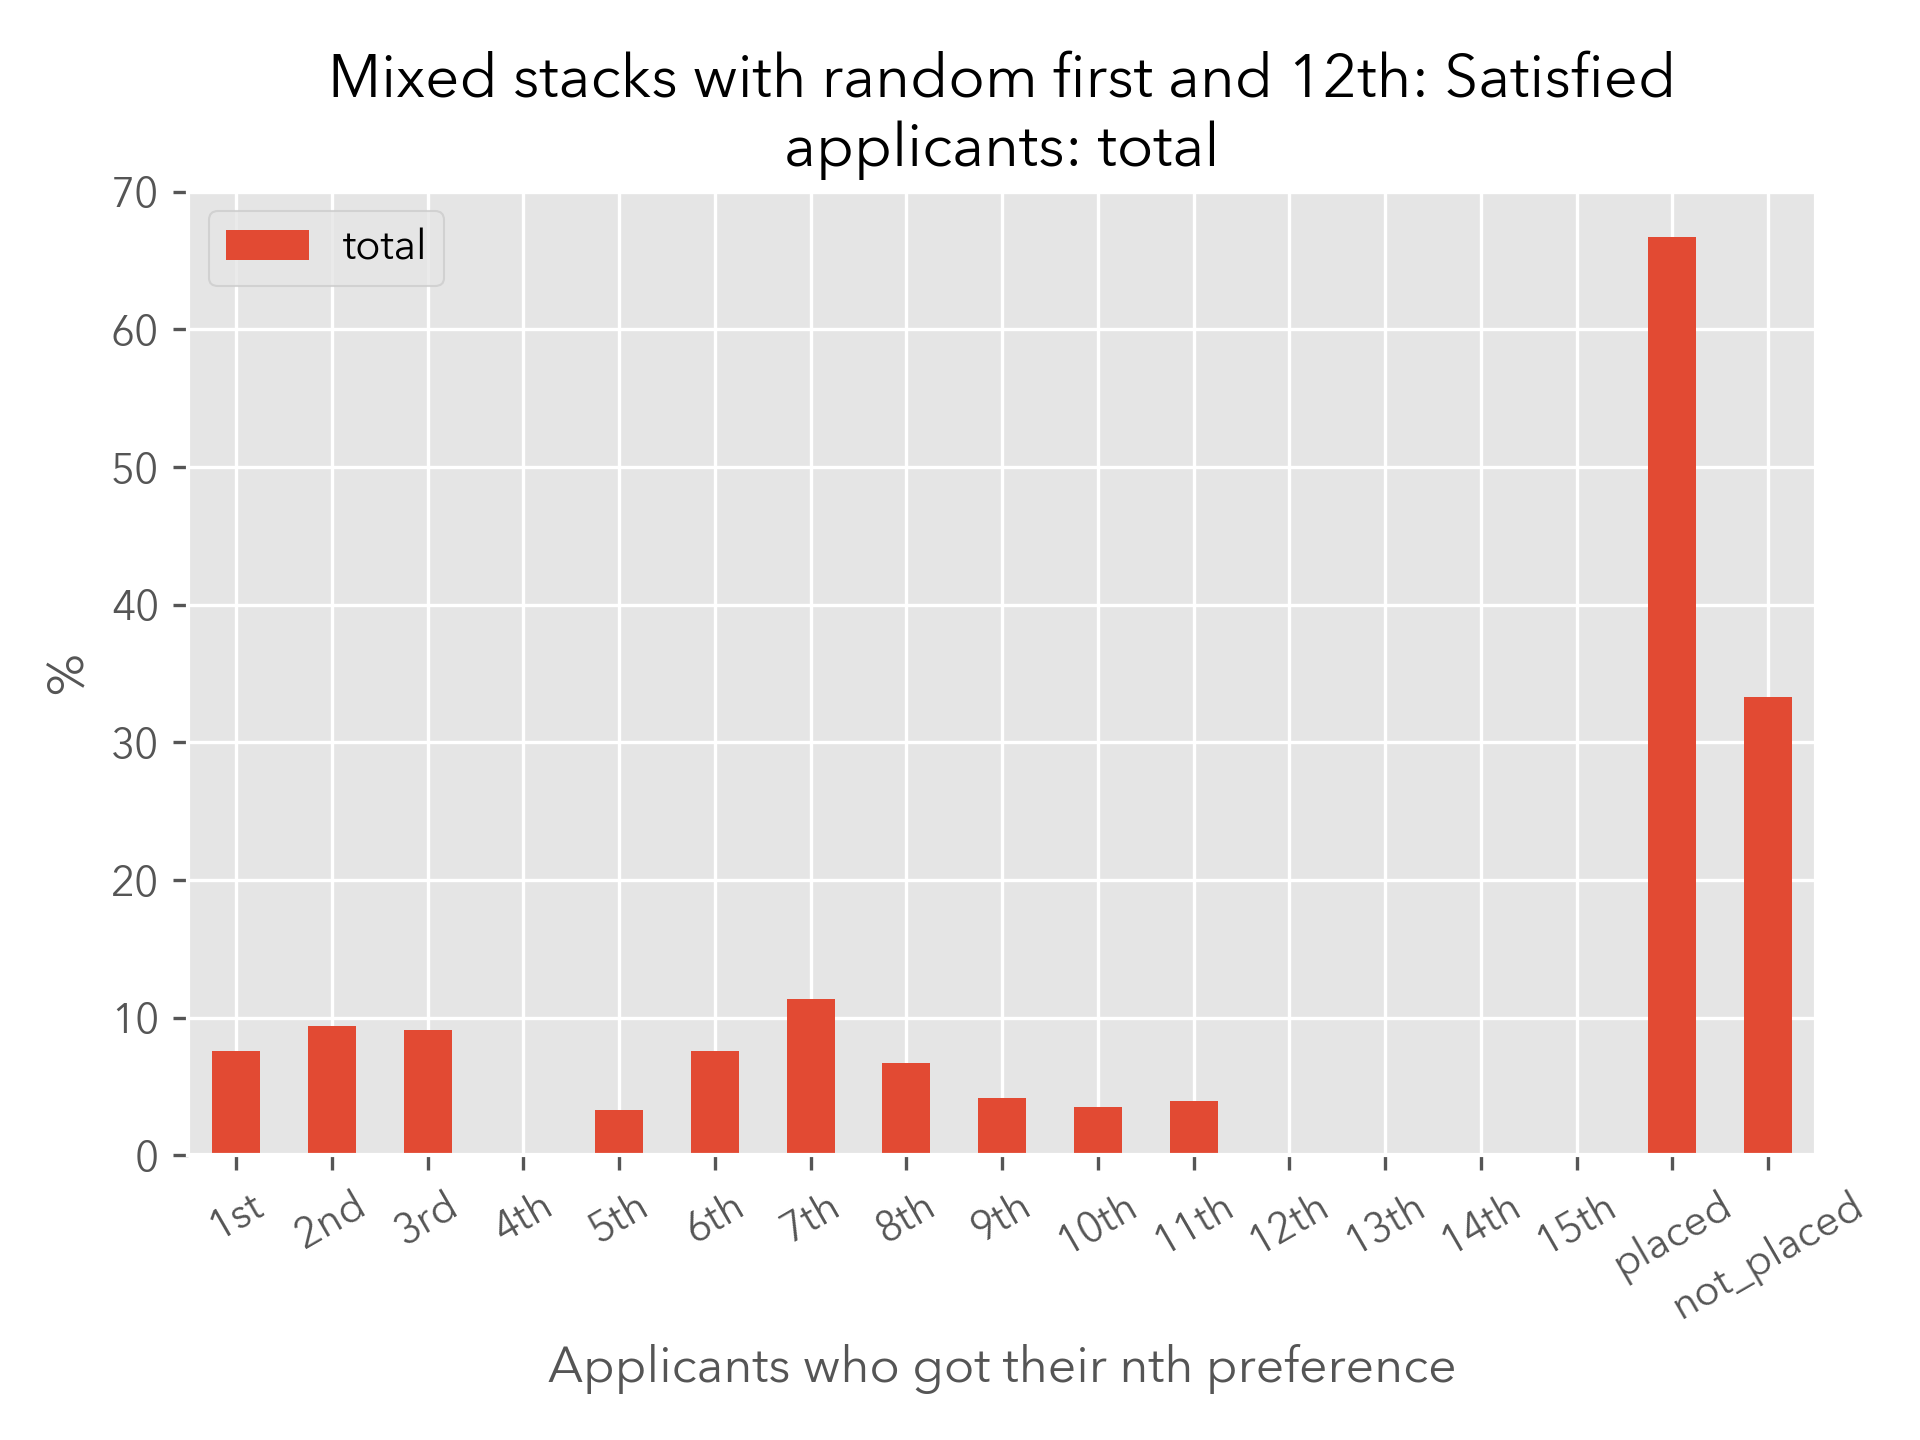 Mixed stacks with random first and 12th: Satisfied
applicants: total
total
70
60
50
40
30
20
10
0
%
1st
2nd
3rd
4th
5th
6th
7th
8th
9th
10th
11th
12th
13th
14th
15th
placed
not_placed
Applicants who got their nth preference